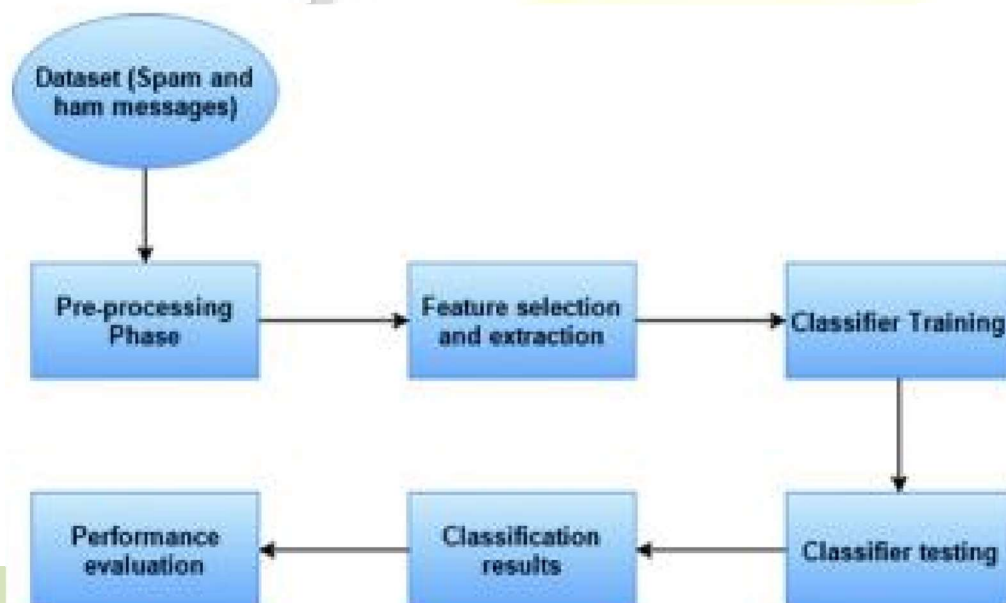 Dataset (Spam and
ham messages)
Pre-processing
Phase
Feature selection
and extraction
Classifier Training
Classifier testing
Classification
results
Performance
evaluation